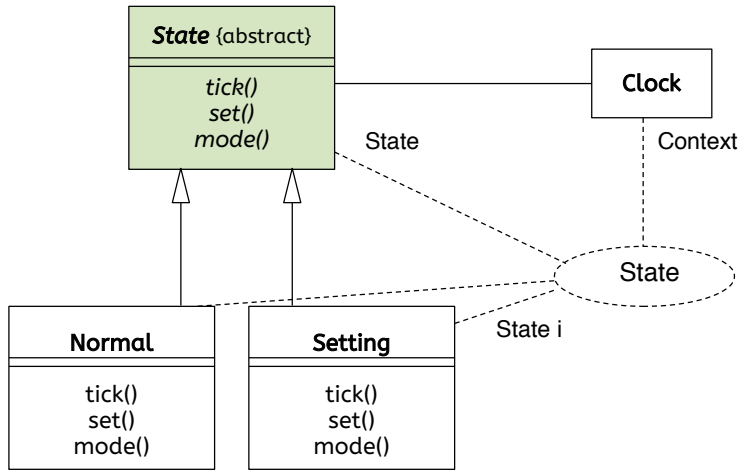 State {abstract}
tick()
set()
mode()
Clock
State
Context
State
Normal
tick()
set()
mode()
Setting
tick()
set()
mode()
State i